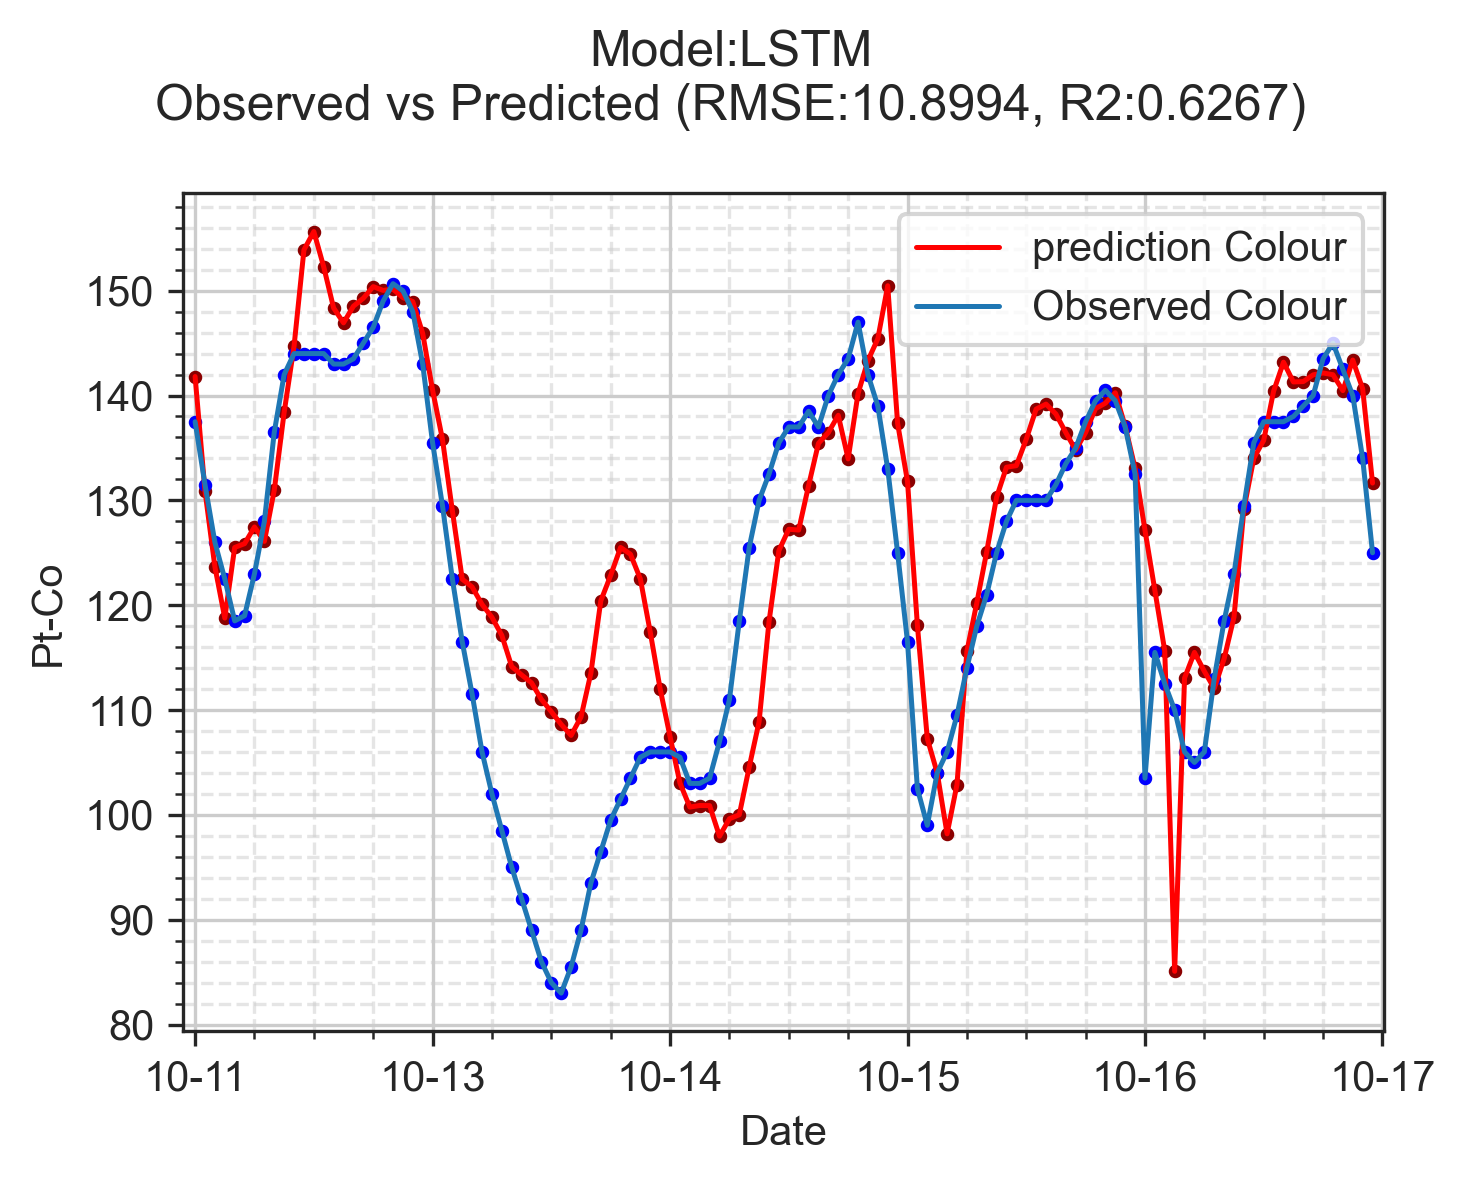 Model:LSTM
Observed vs Predicted (RMSE:10.8994, R2:0.6267)
prediction Colour
Observed Colour
150
140
130
120
110
100
90
80
Pt-Co
10-11 10-13 10-14 10-15 10-16 10-17
Date